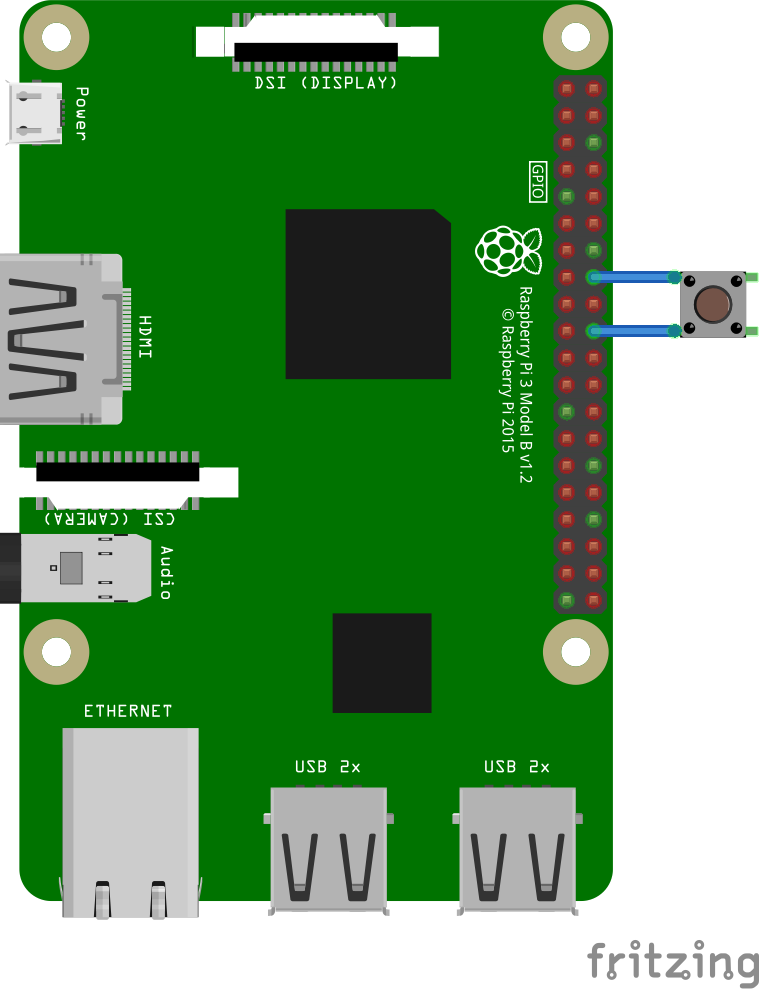 DSI (DISPLAY)
Power
GPIO
HDMI
Raspberry Pi 3 Model B v1.2
© Raspberry Pi 2015
CSI (CAMERA)
Audio
ETHERNET
USB 2x
USB 2x
fritzing